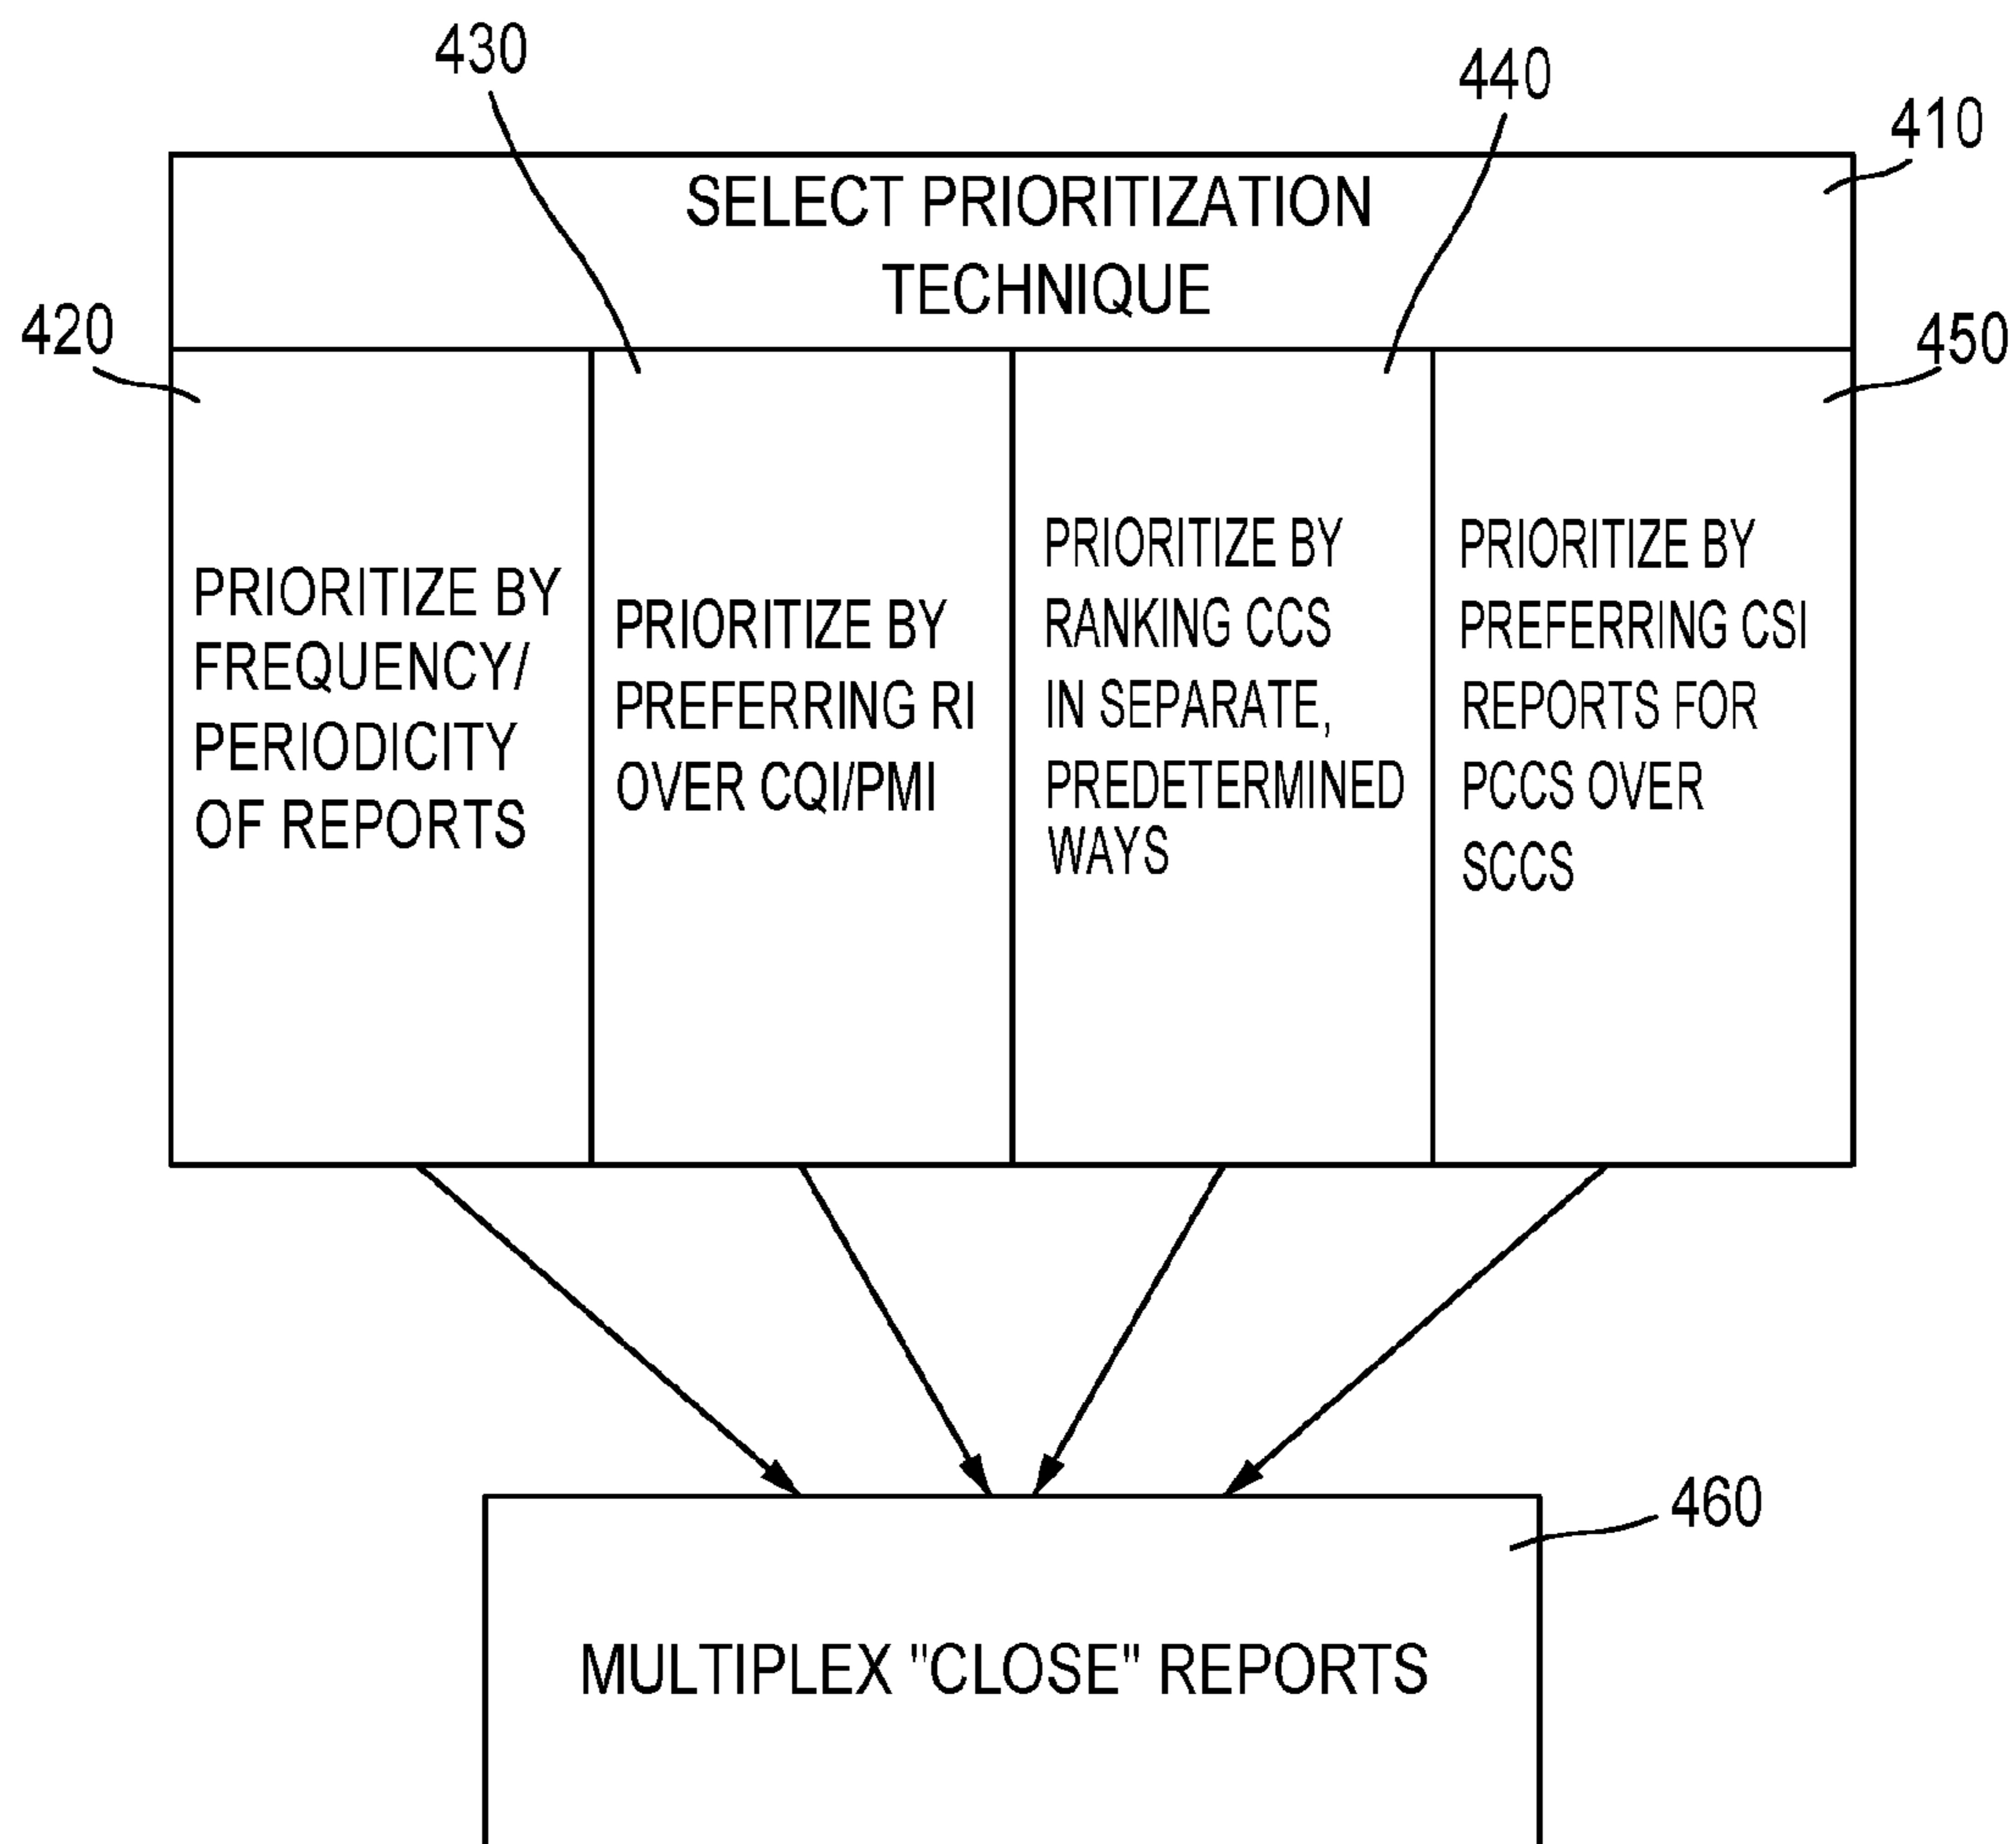 430
440
410
SELECT PRIORITIZATION
TECHNIQUE
420
450
PRIORITIZE BY
FREQUENCY/
PERIODICITY
OF REPORTS
PRIORITIZE BY
PREFERRING RI
OVER CQI/PMI
PRIORITIZE BY
RANKING CCS
IN SEPARATE,
PREDETERMINED
WAYS
PRIORITIZE BY
PREFERRING CSI
REPORTS FOR
PCCS OVER
SCCS
460
MULTIPLEX "CLOSE" REPORTS